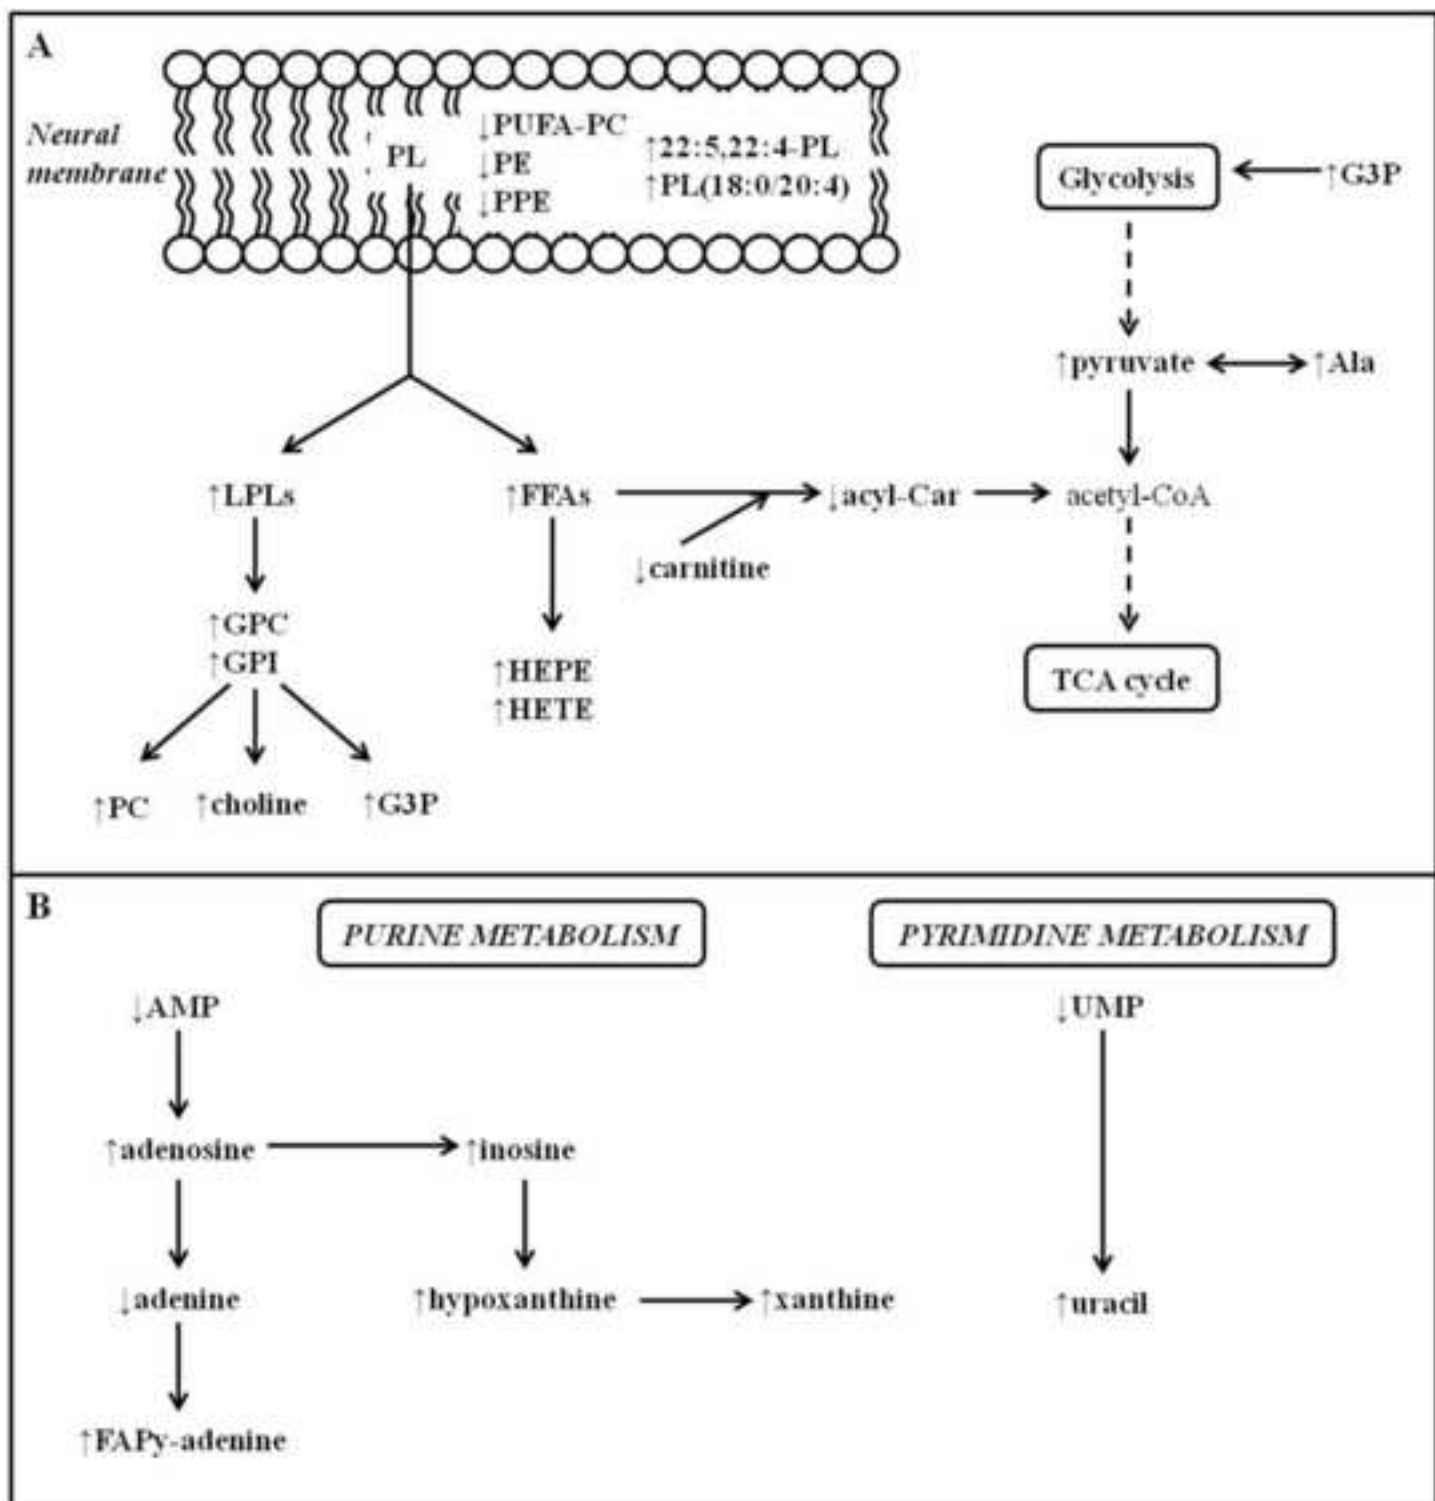 A
Neural
membrane
PL
↓PUFA-PC
↓PE
↓PPE
↑22:5,22:4-PL
↑PL(18:0/20:4)
Glycolysis
↑G3P
↑pyruvate
↑Ala
↑LPLs
↑FFAs
↓acyl-Car
acetyl-CoA
↓carnitine
↑GPC
↑GPI
↑HEPE
↑HETE
TCA cycle
↑PC
↑choline
↑G3P
B
PURINE METABOLISM
PYRIMIDINE METABOLISM
↓AMP
↓UMP
↑adenosine
↑inosine
↓adenine
↑hypoxanthine
↑xanthine
↑uracil
↑FAPy-adenine